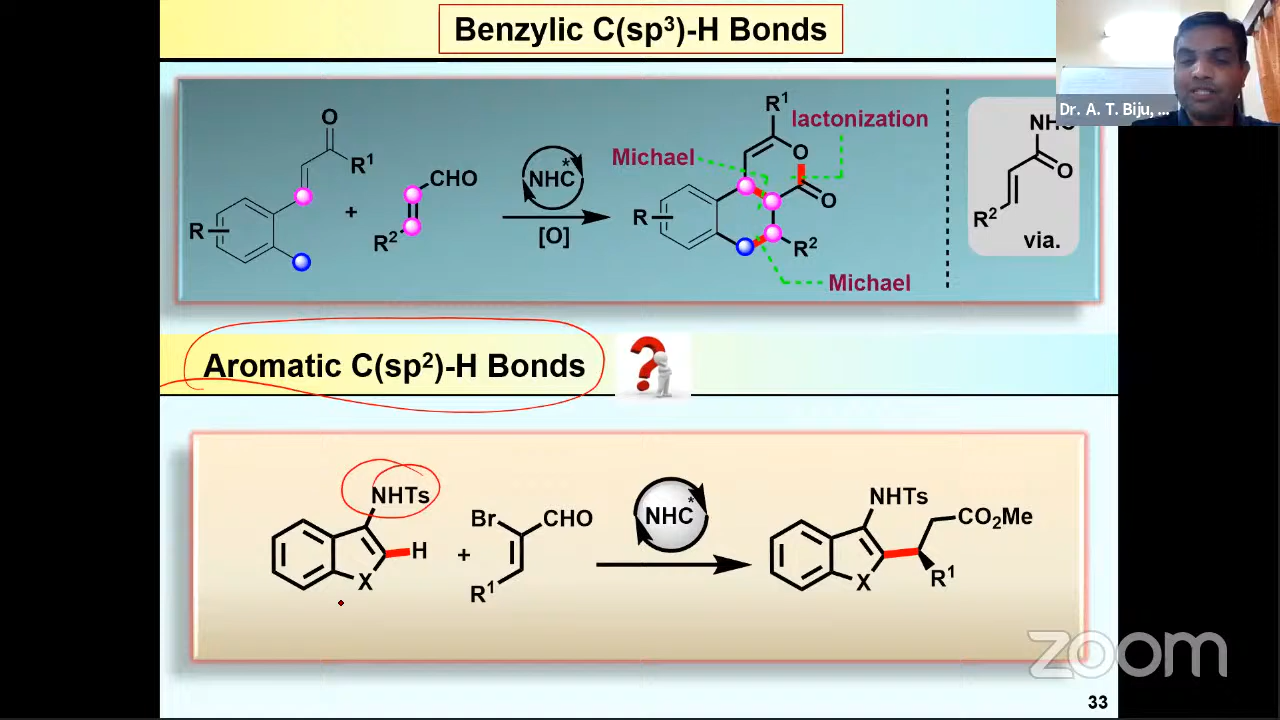 Benzylic C(sp³)-H Bonds
Dr. A. T. Biju, ...
O
R¹
R
+
CHO
R²
NHC*
[O]
R¹
lactonization
Michael
O
O
R
R²
Michael
O
R²
via.
Aromatic C(sp²)-H Bonds
?
NHTs
H
X
+
Br
CHO
R¹
NHC*
NHTs
CO₂Me
R¹
X
zoom
33